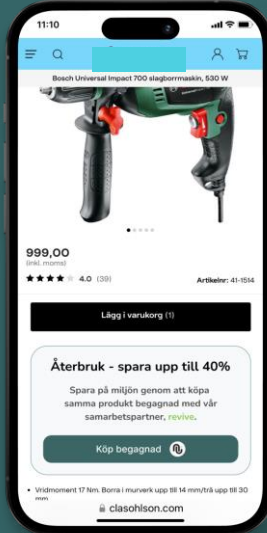 11:10
Bosch Universal Impact 700 slagborrmaskin, 530 W
999,00
(inkl. moms)
4.0 (39)
Artikelnr: 41-1514
Lägg i varukorg (1)
Återbruk - spara upp till 40%
Spara på miljön genom att köpa
samma produkt begagnad med vår
samarbetspartner, revive.
Köp begagnad
• Vridmoment 17 Nm. Borra i murverk upp till 14 mm/trä upp till 30
mm
clasohlson.com